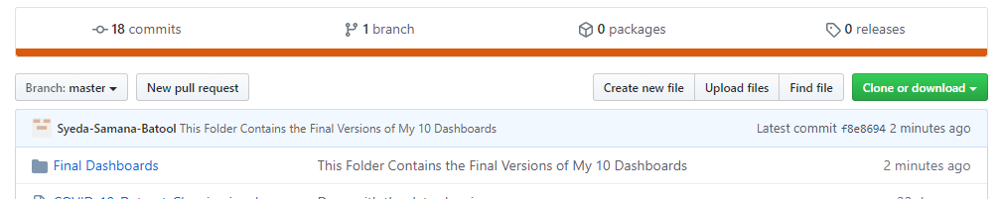 18 commits 1 branch 0 packages 0 releases
Branch: master New pull request Create new file Upload files Find file Clone or download
Syeda-Samana-Batool This Folder Contains the Final Versions of My 10 Dashboards Latest commit f8e8694 2 minutes ago
Final Dashboards This Folder Contains the Final Versions of My 10 Dashboards 2 minutes ago